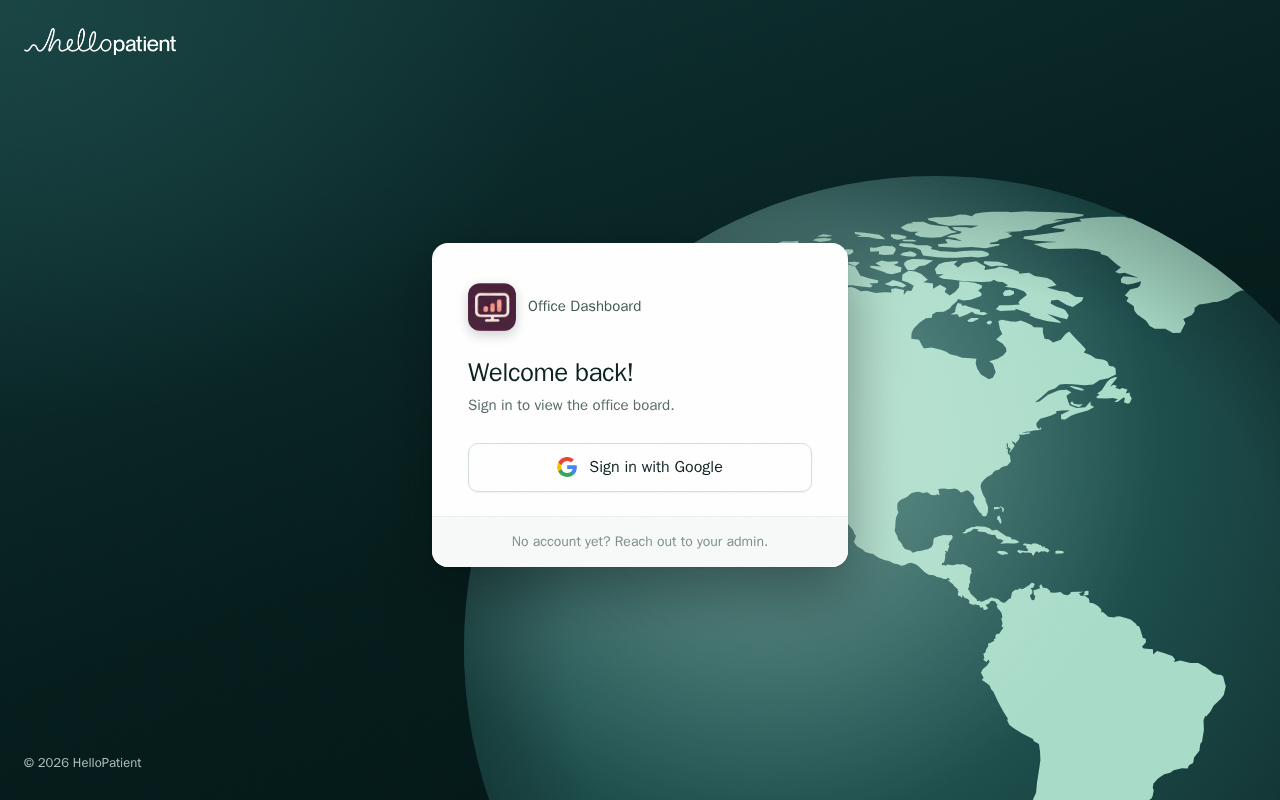 hellopatient
Office Dashboard
Welcome back!
Sign in to view the office board.
Sign in with Google
No account yet? Reach out to your admin.
© 2026 HelloPatient